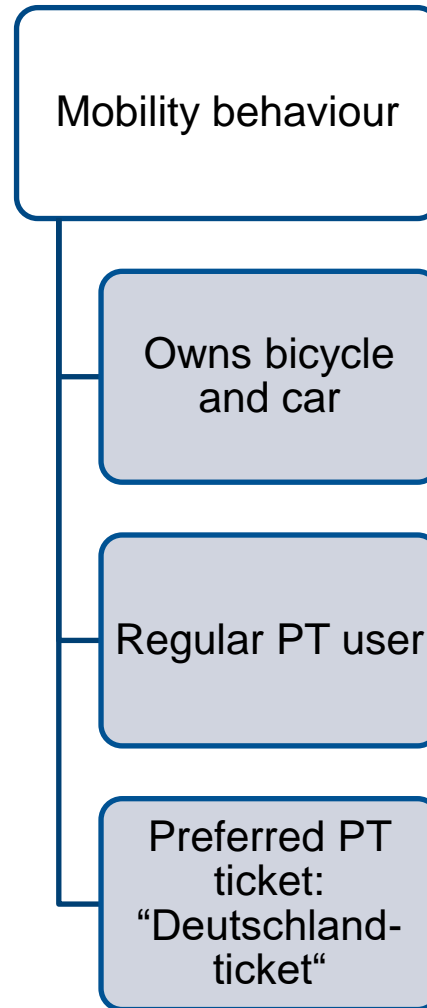 Mobility behaviour
Owns bicycle
and car
Regular PT user
Preferred PT
ticket:
“Deutschland-
ticket“